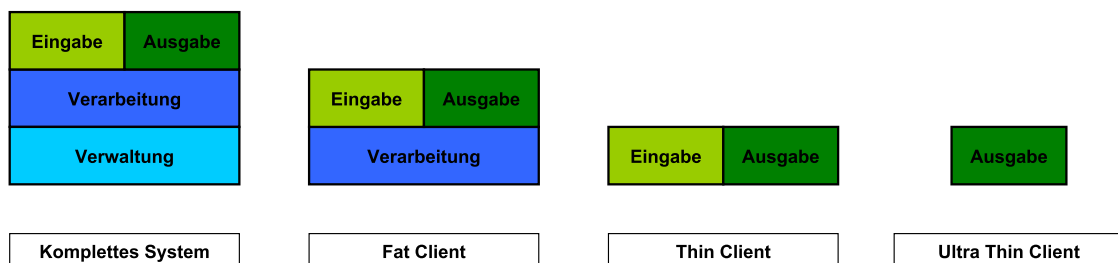 Eingabe Ausgabe
Verarbeitung
Verwaltung
Komplettes System
Eingabe Ausgabe
Verarbeitung
Fat Client
Eingabe Ausgabe
Thin Client
Ausgabe
Ultra Thin Client